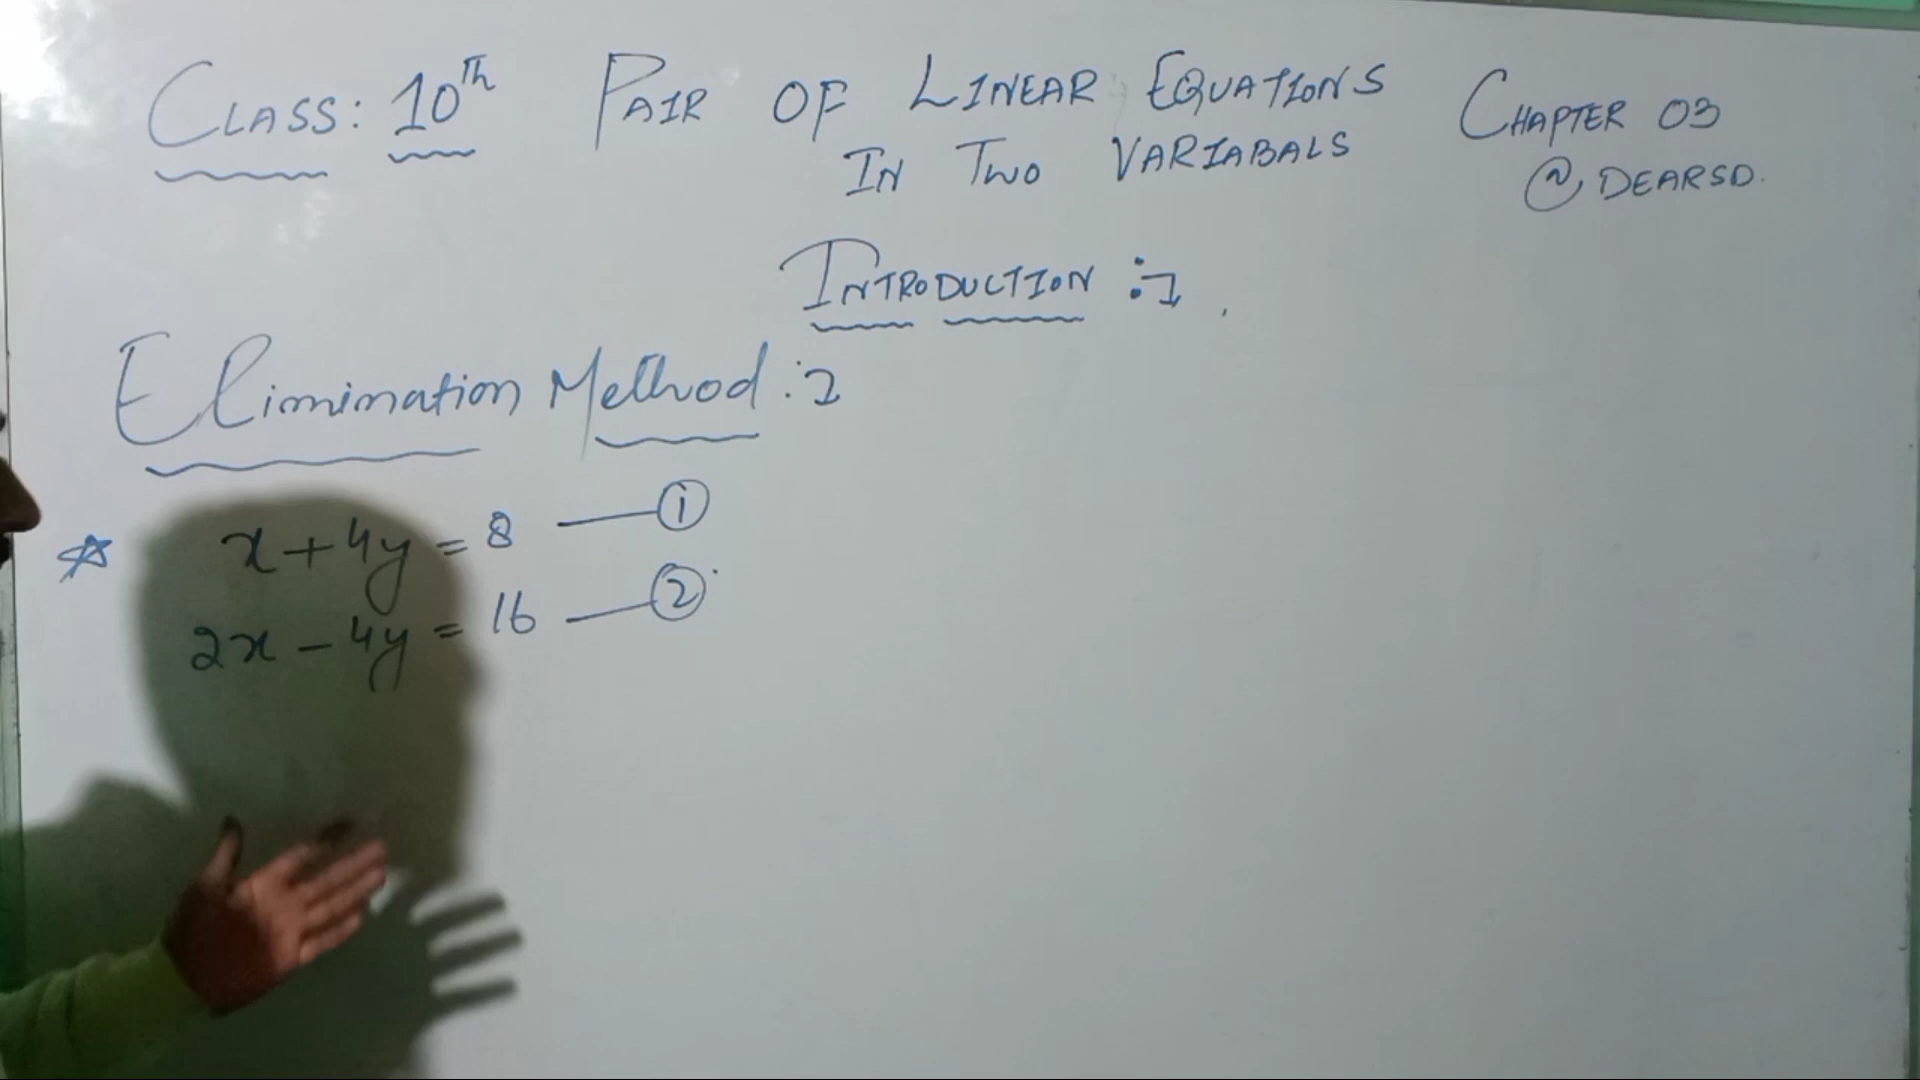 CLASS: 10Th PAIR OF LINEAR EQUATIONS CHAPTER 03
IN TWO VARIABALS @DEARSD.
INTRODUCTION :-
Elimimation Method :-
☆ x + 4y = 8 — ①
2x - 4y = 16 — ②